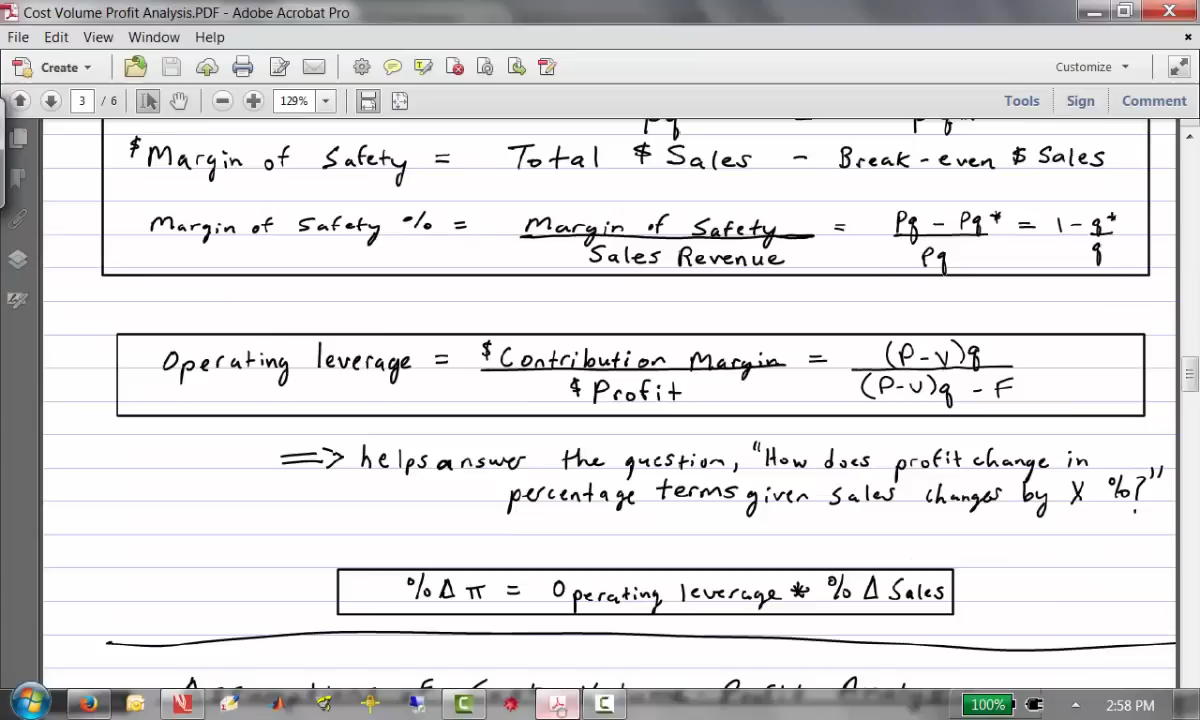 Cost Volume Profit Analysis.PDF - Adobe Acrobat Pro
File Edit View Window Help
Create
Customize
3 / 6
129%
Tools Sign Comment
pq = pq
$ Margin of Safety = Total $ Sales - Break-even $ Sales
Margin of Safety % = Margin of Safety / Sales Revenue = Pq - Pq* / Pq = 1 - q* / q
Operating leverage = $ Contribution Margin / $ Profit = (P-v)q / (P-v)q - F
=> helps answer the question, "How does profit change in
percentage terms given sales changes by X %?"
% Δ π = Operating leverage * % Δ Sales
100%
2:58 PM